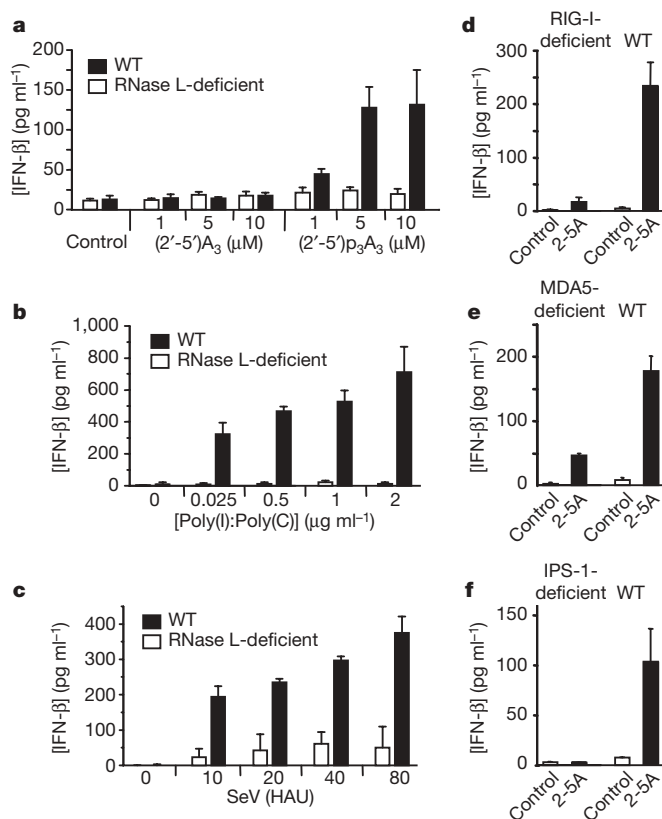 a
200
150
100
50
0
[IFN-β] (pg ml⁻¹)
WT
RNase L-deficient
Control
1 5 10
(2′-5′)A₃ (μM)
1 5 10
(2′-5′)p₃A₃ (μM)
b
1,000
800
600
400
200
0
[IFN-β] (pg ml⁻¹)
WT
RNase L-deficient
0 0.025 0.5 1 2
[Poly(I):Poly(C)] (μg ml⁻¹)
c
400
300
200
100
0
[IFN-β] (pg ml⁻¹)
WT
RNase L-deficient
0 10 20 40 80
SeV (HAU)
d
RIG-I-
deficient WT
300
200
100
0
[IFN-β] (pg ml⁻¹)
Control 2-5A Control 2-5A
e
MDA5-
deficient WT
200
100
0
[IFN-β] (pg ml⁻¹)
Control 2-5A Control 2-5A
f
IPS-1-
deficient WT
150
100
50
0
[IFN-β] (pg ml⁻¹)
Control 2-5A Control 2-5A